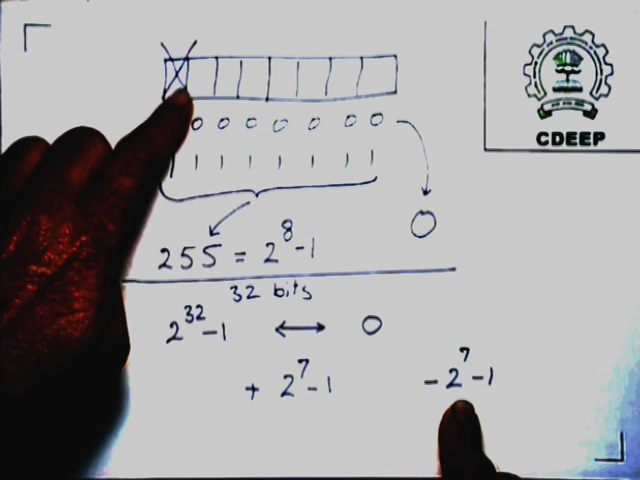 CDEEP
0 0 0 0 0 0 0
1 1 1 1 1 1 1 1
0
255 = 2^8-1
32 bits
2^32-1 ↔ 0
+ 2^7-1 -2^7-1